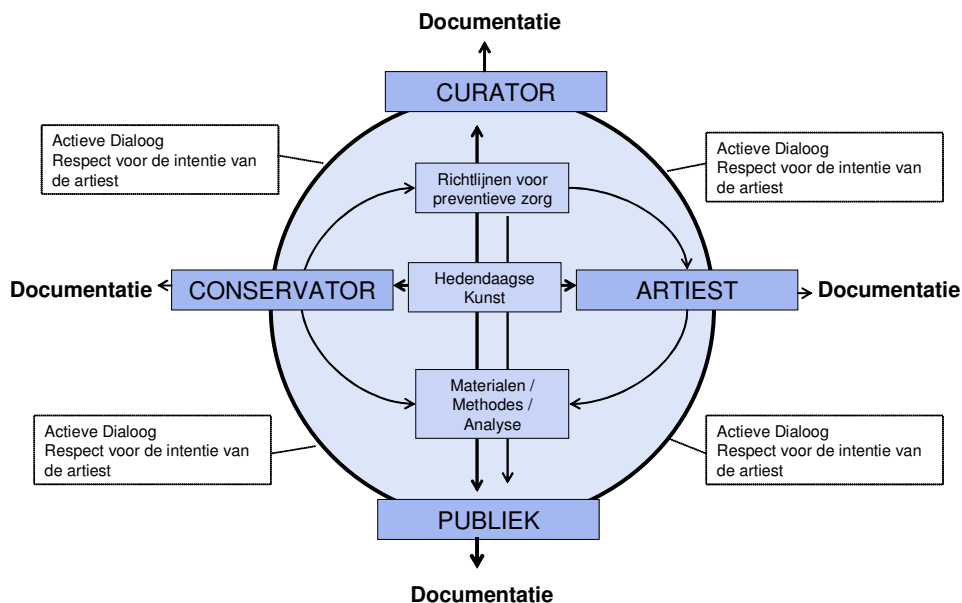 Documentatie
CURATOR
Actieve Dialoog
Respect voor de intentie van
de artiest
Actieve Dialoog
Respect voor de intentie van
de artiest
Richtlijnen voor
preventieve zorg
Documentatie
CONSERVATOR
Hedendaagse
Kunst
ARTIEST
Documentatie
Materialen /
Methodes /
Analyse
Actieve Dialoog
Respect voor de intentie van
de artiest
Actieve Dialoog
Respect voor de intentie van
de artiest
PUBLIEK
Documentatie